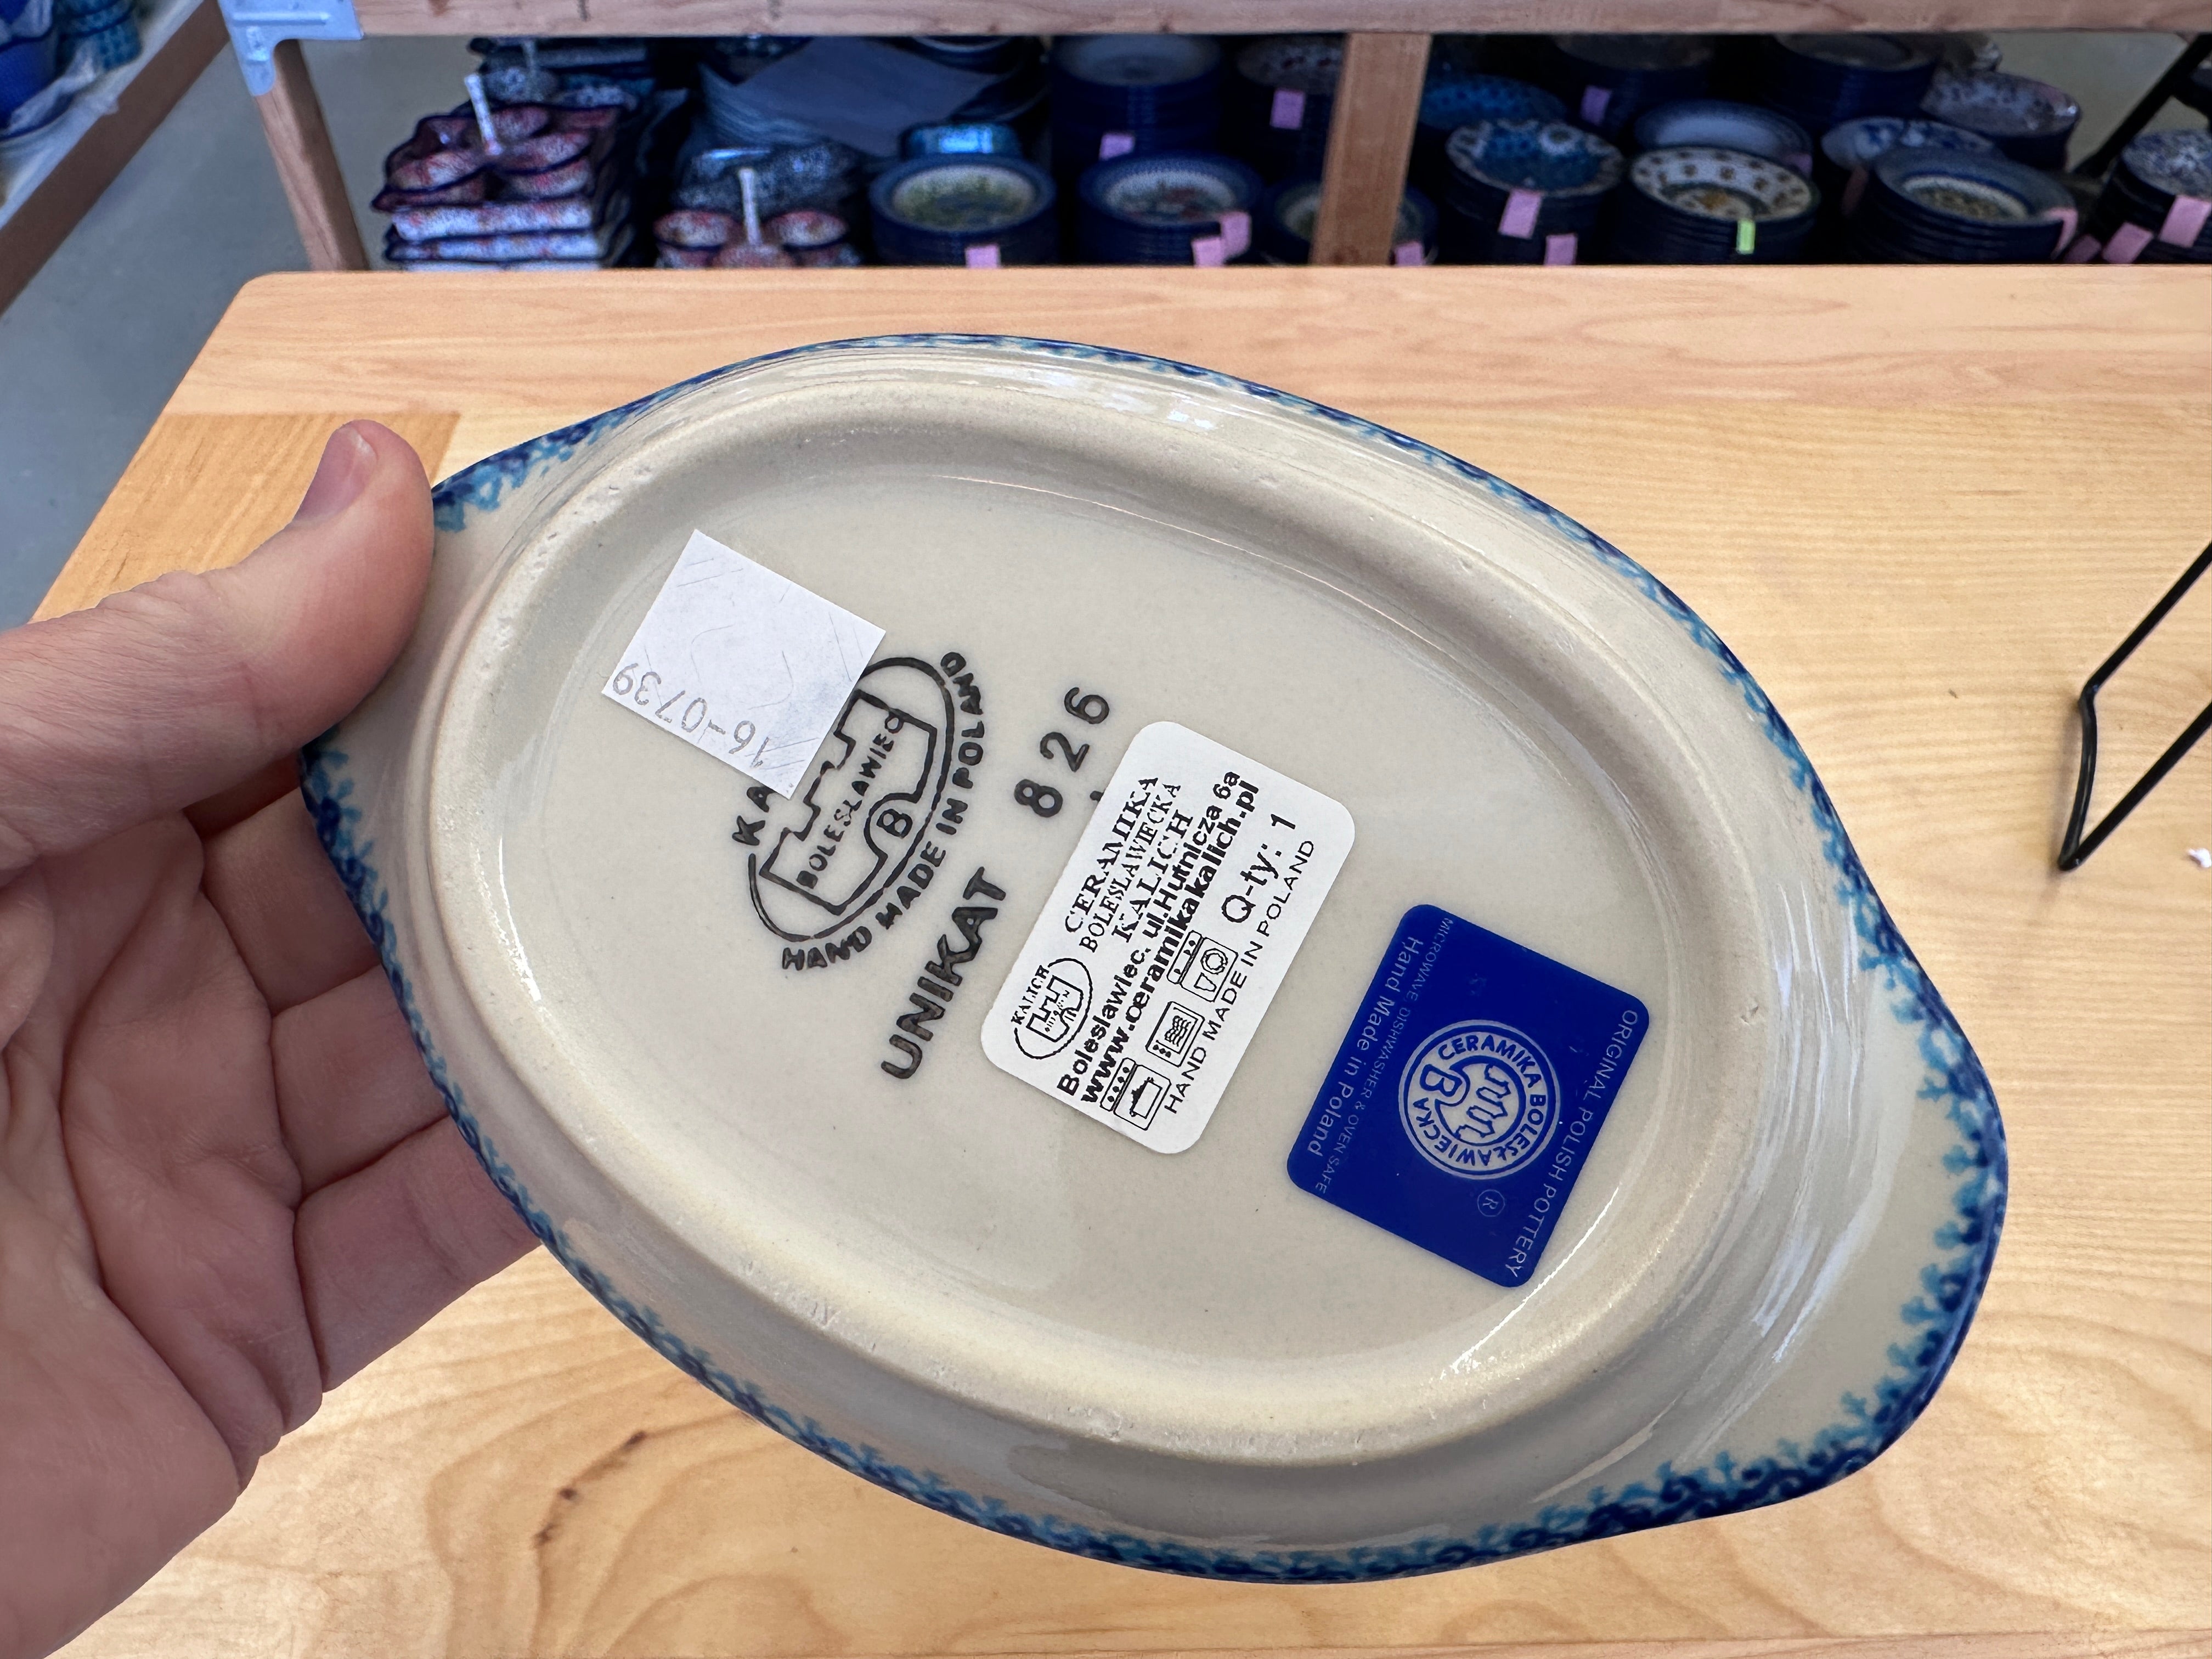 16-0739
KA
BOLESŁAWIEC
B
HAND MADE IN POLAND
UNIKAT
826
KALICH
CERAMIKA
BOLESŁAWIECKA
KALICH
Bolesławiec, ul.Hutnicza 6a
www.ceramikakalich.pl
Q-ty: 1
HAND MADE IN POLAND
ORIGINAL POLISH POTTERY
®
CERAMIKA BOLESŁAWIECKA
B
Hand Made in Poland
MICROWAVE, DISHWASHER & OVEN SAFE